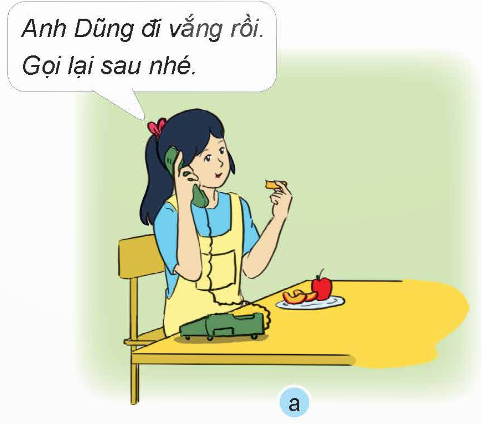 Anh Dũng đi vắng rồi.
Gọi lại sau nhé.
a